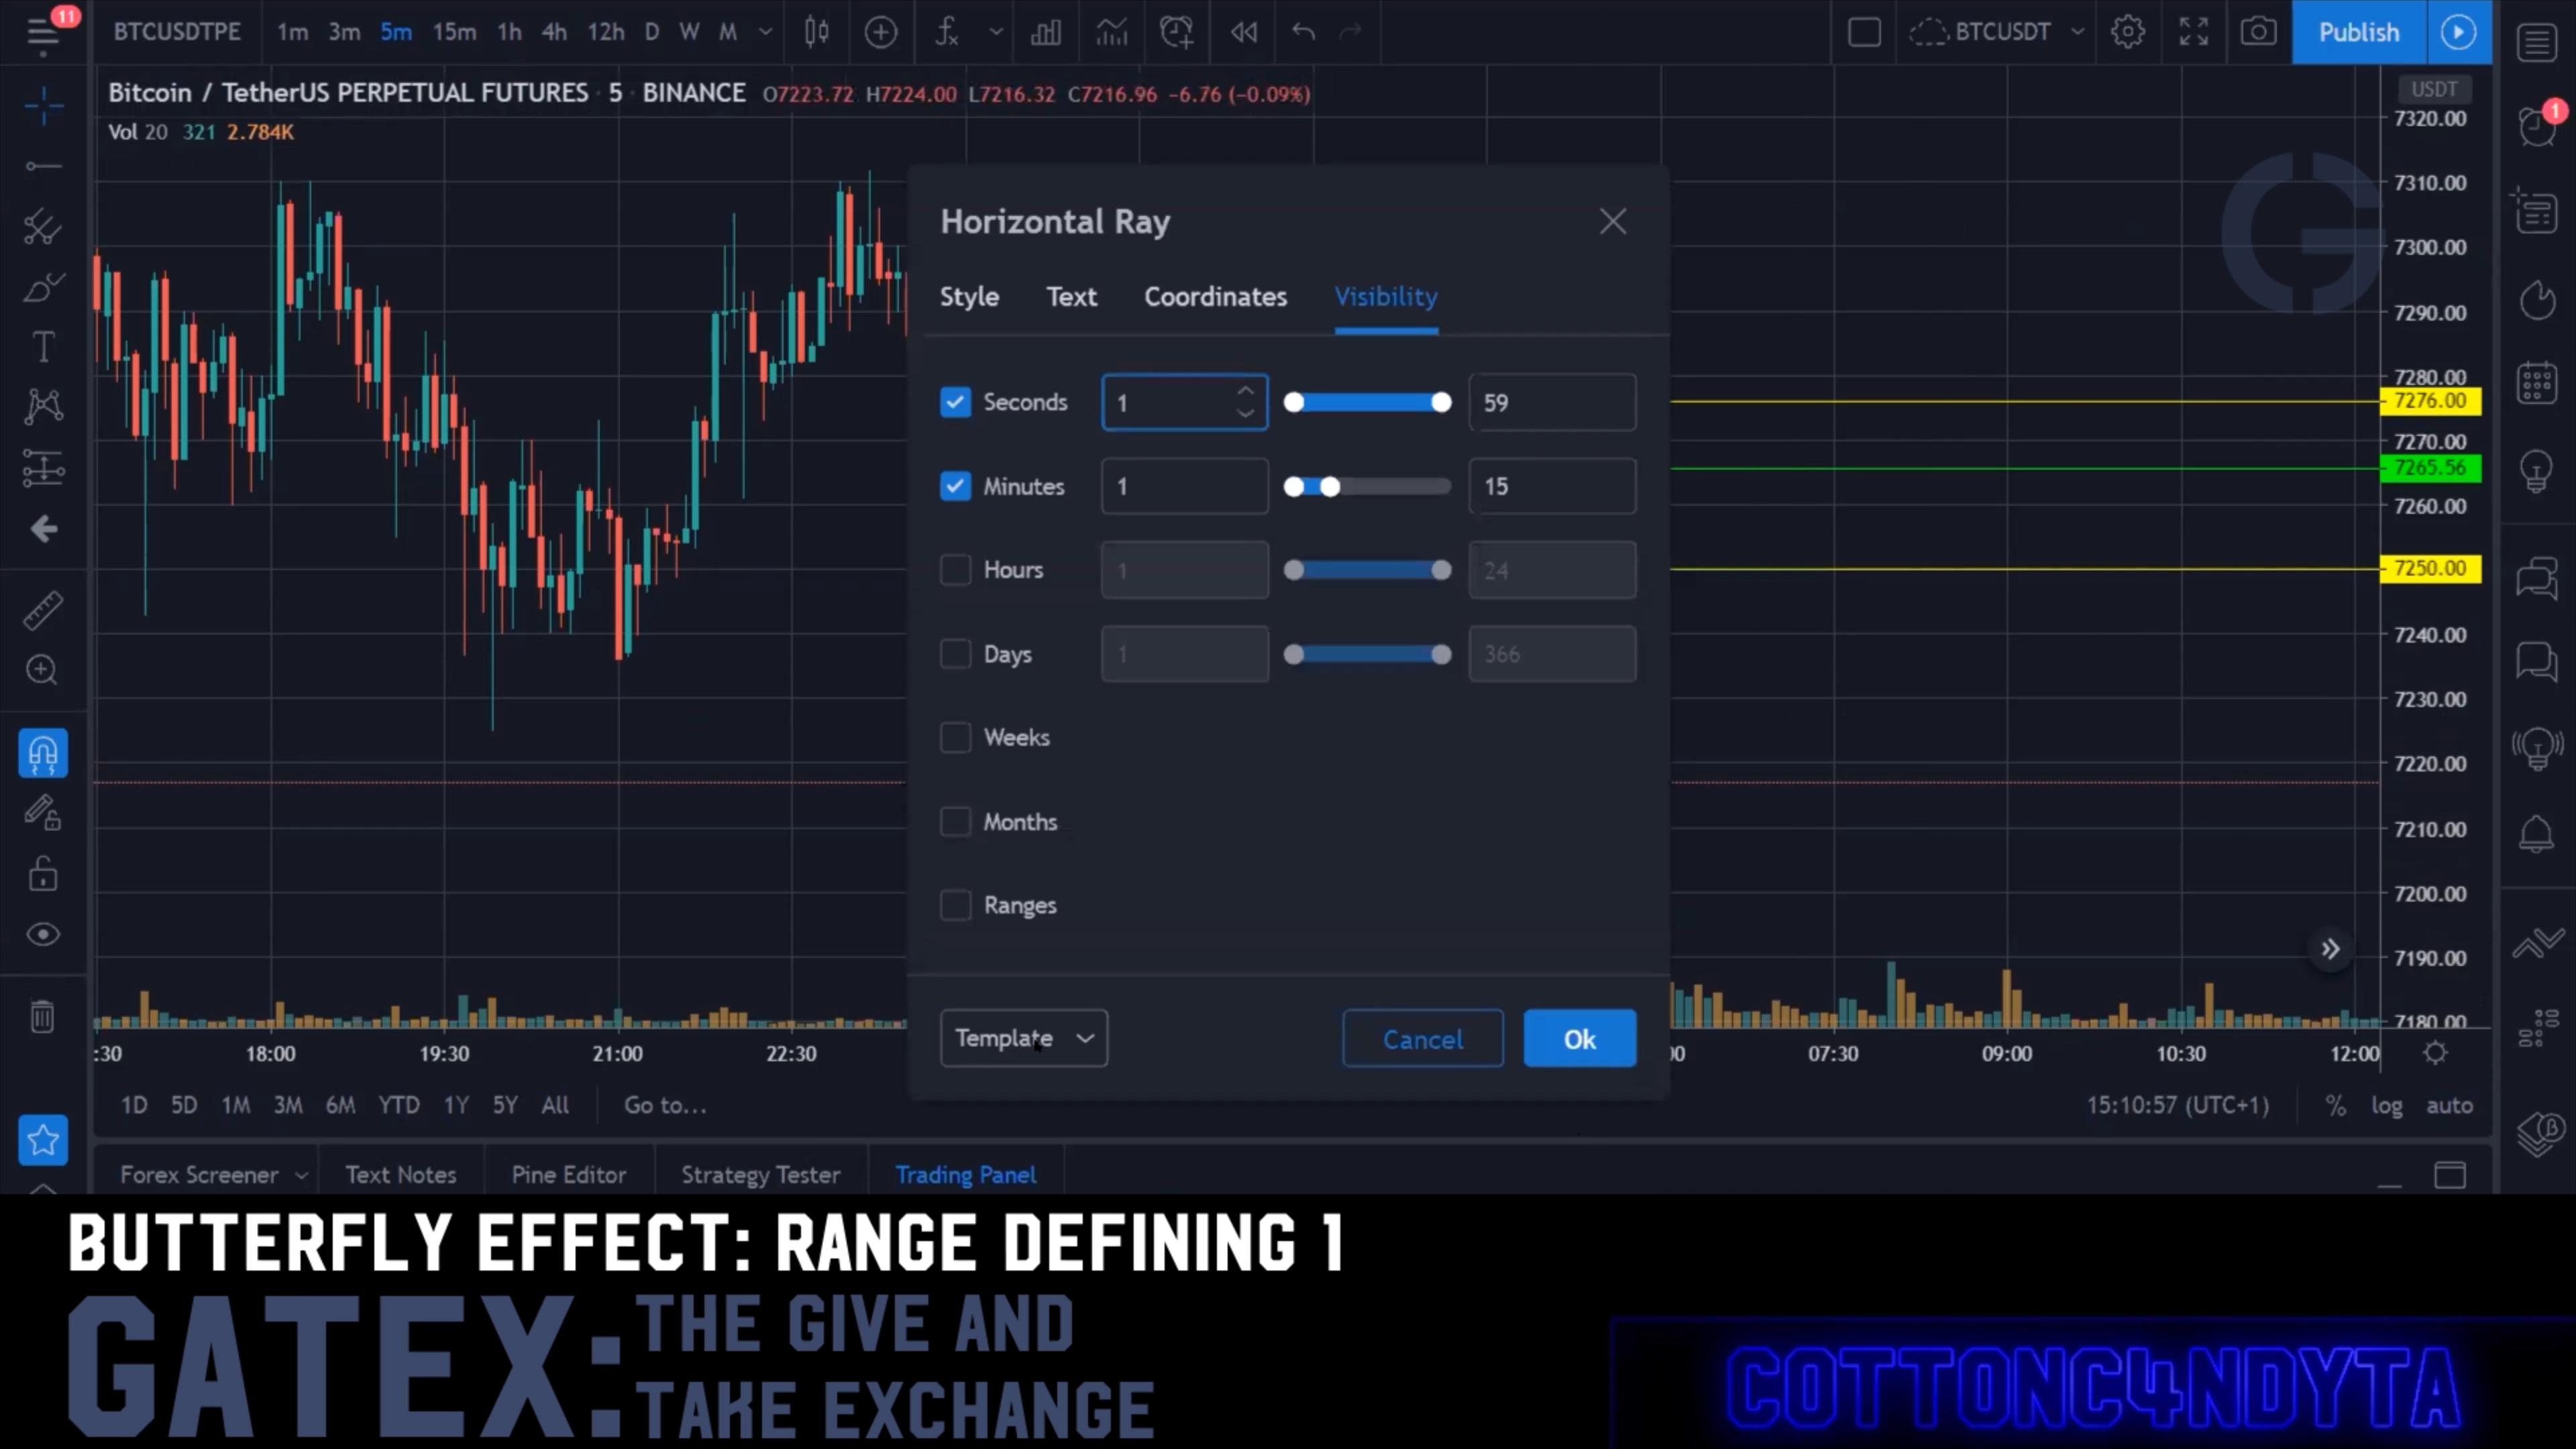 11
BTCUSDTPE 1m 3m 5m 15m 1h 4h 12h D W M BTCUSDT Publish
Bitcoin / TetherUS PERPETUAL FUTURES · 5 · BINANCE O7223.72 H7224.00 L7216.32 C7216.96 −6.76 (−0.09%)
USDT
Vol 20 321 2.784K
7320.00
1
7310.00
7300.00
7290.00
7280.00
7276.00
7270.00
7265.56
7260.00
7250.00
7240.00
7230.00
7220.00
7210.00
7200.00
7190.00
7180.00
Horizontal Ray
Style Text Coordinates Visibility
Seconds 1 59
Minutes 1 15
Hours 1 24
Days 1 366
Weeks
Months
Ranges
Template Cancel Ok
:30 18:00 19:30 21:00 22:30 00 07:30 09:00 10:30 12:00
1D 5D 1M 3M 6M YTD 1Y 5Y All Go to... 15:10:57 (UTC+1) % log auto
Forex Screener Text Notes Pine Editor Strategy Tester Trading Panel
BUTTERFLY EFFECT: RANGE DEFINING 1
GATEX: THE GIVE AND
TAKE EXCHANGE
COTTONC4NDYTA